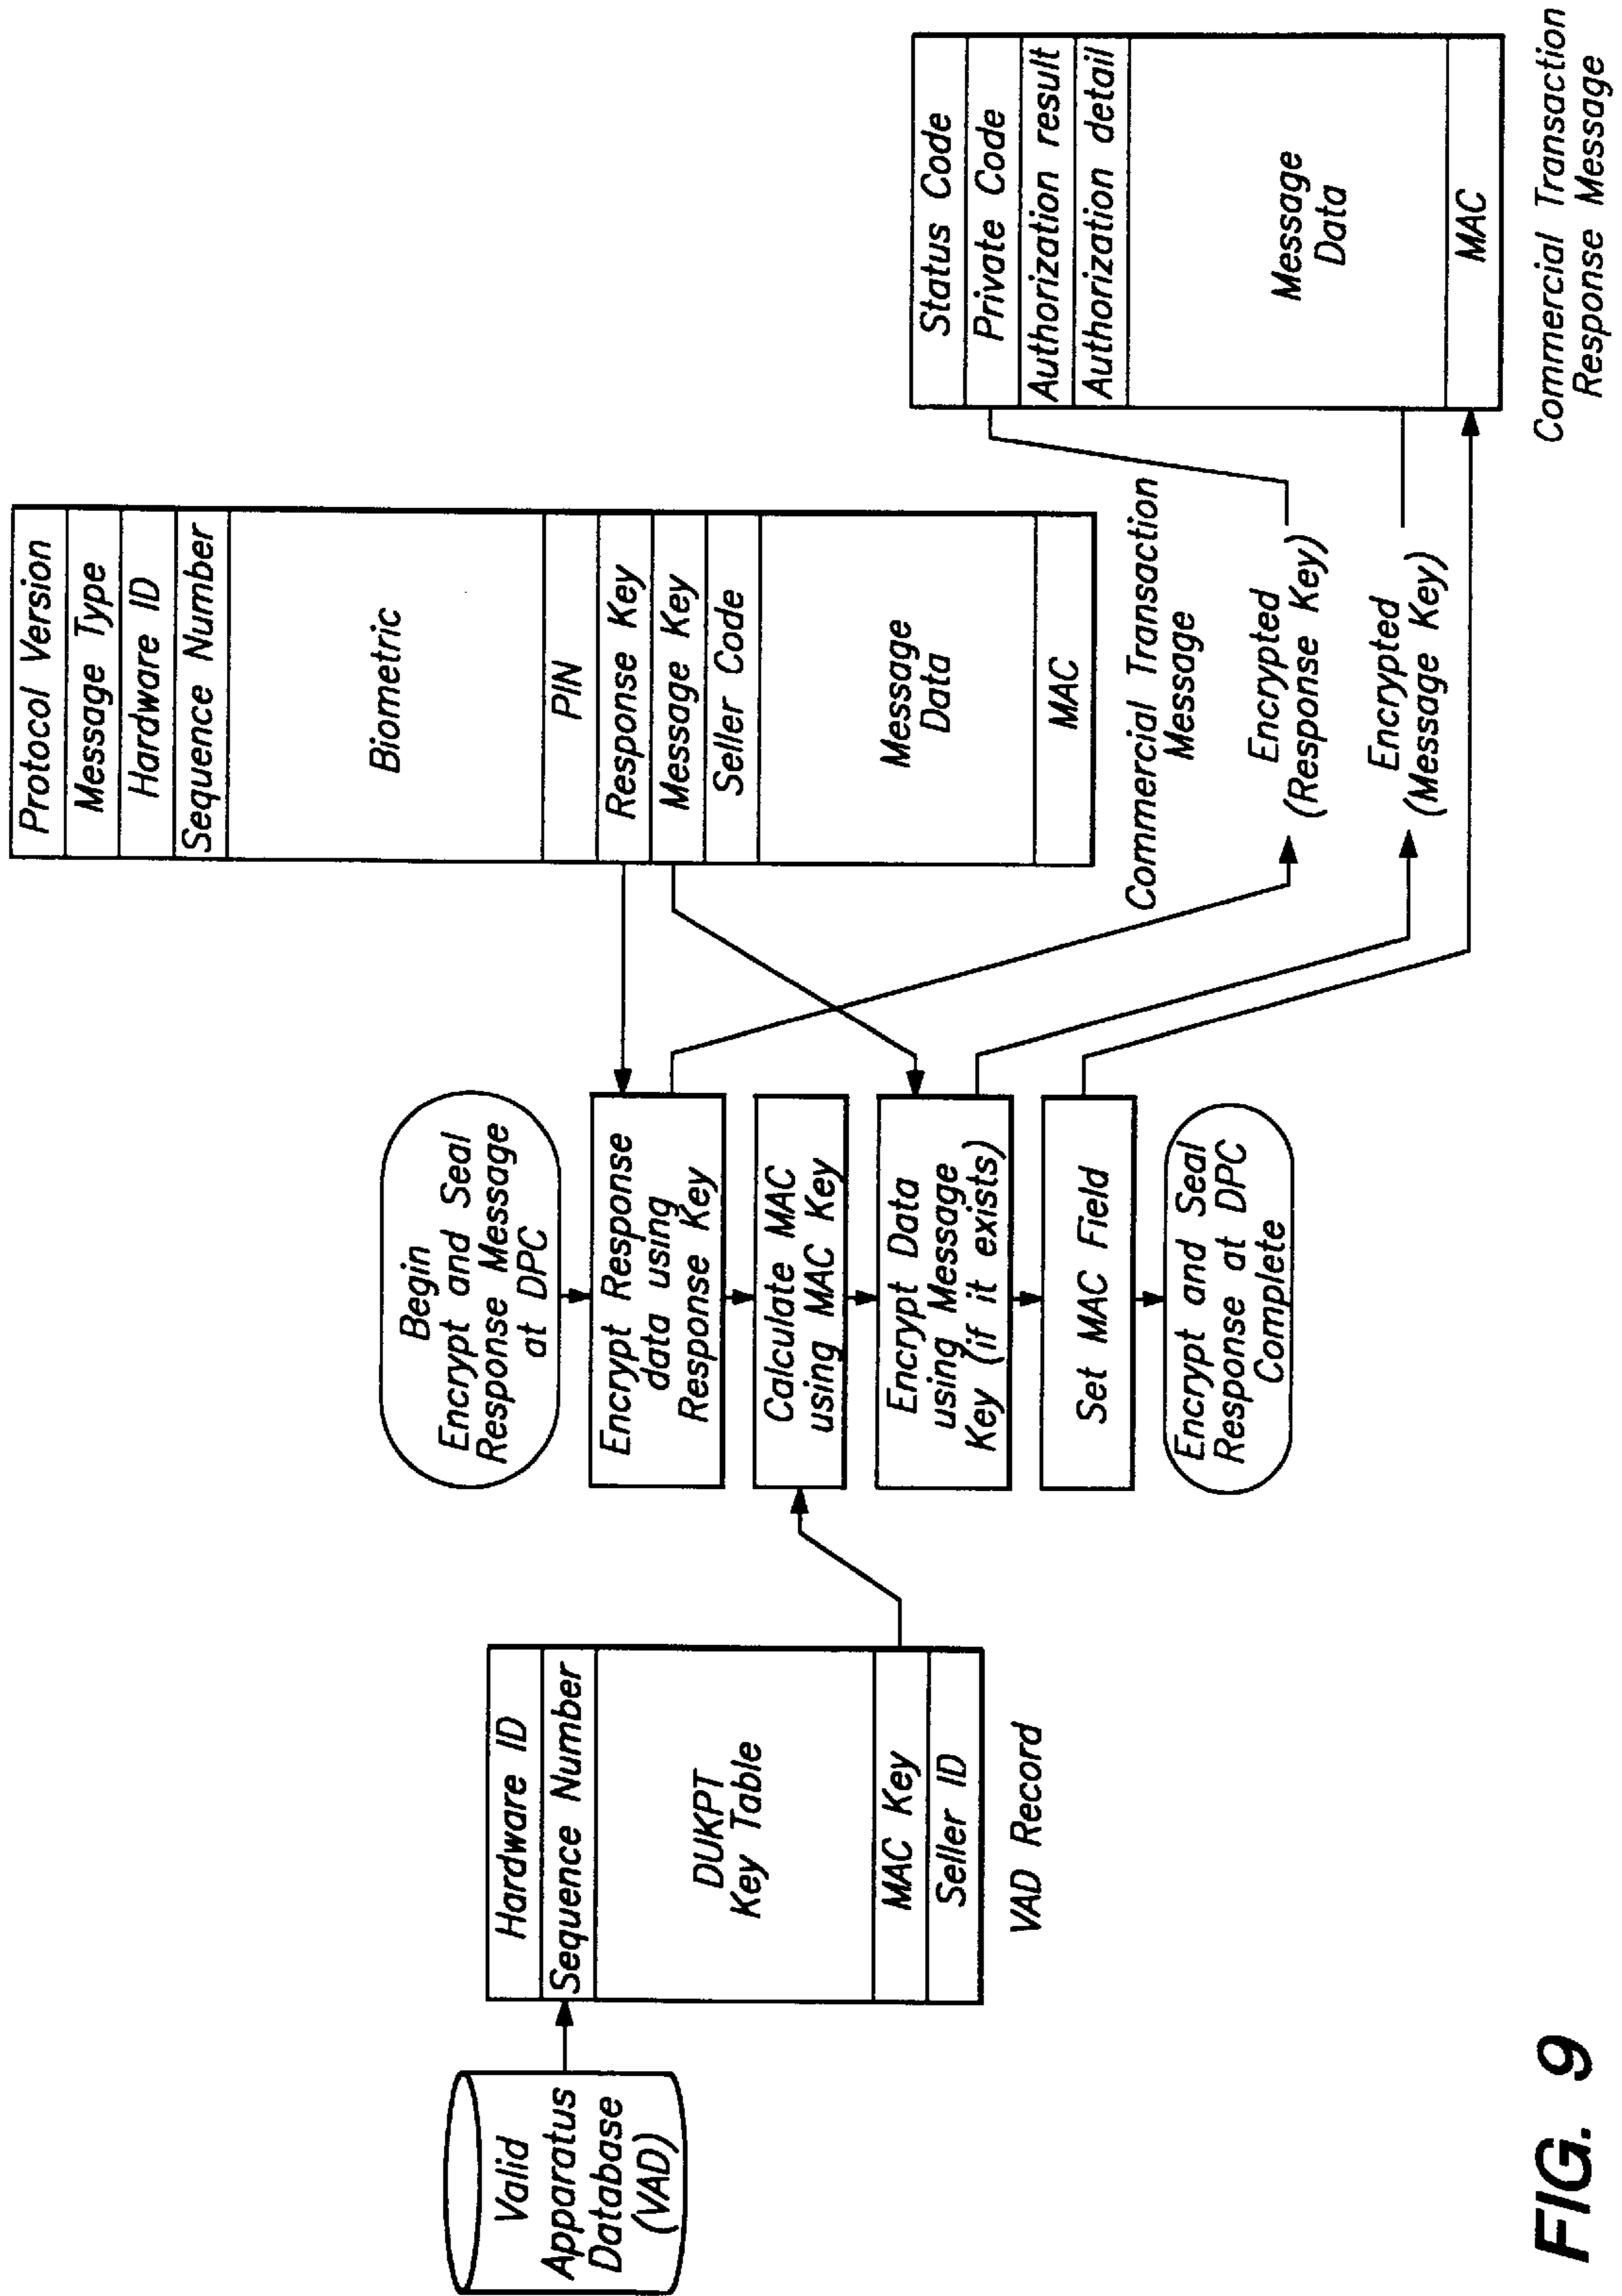 Valid
Apparatus
Database
(VAD)
Hardware ID
Sequence Number
DUKPT
Key Table
MAC Key
Seller ID
VAD Record
Begin
Encrypt and Seal
Response Message
at DPC
Encrypt Response
data using
Response Key
Calculate MAC
using MAC Key
Encrypt Data
using Message
Key (if it exists)
Set MAC Field
Encrypt and Seal
Response at DPC
Complete
Protocol Version
Message Type
Hardware ID
Sequence Number
Biometric
PIN
Response Key
Message Key
Seller Code
Message
Data
MAC
Commercial Transaction
Message
Encrypted
(Response Key)
Encrypted
(Message Key)
Status Code
Private Code
Authorization result
Authorization detail
Message
Data
MAC
Commercial Transaction
Response Message
FIG. 9